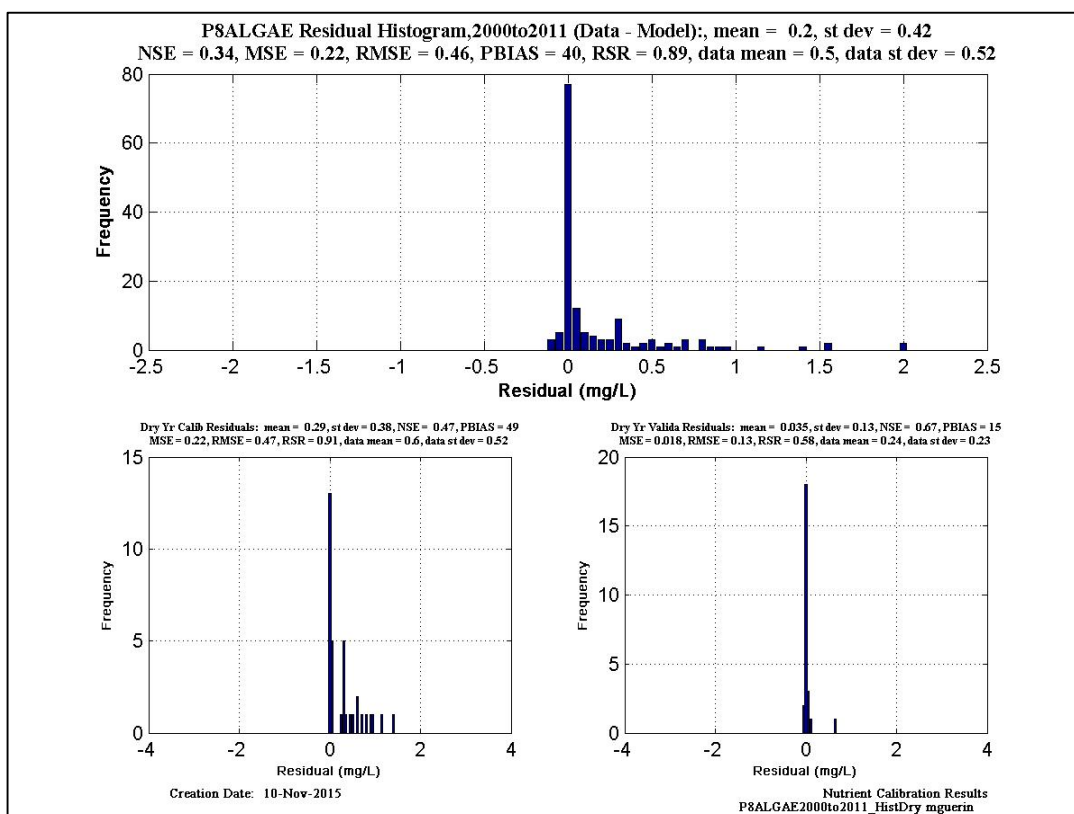 P8ALGAE Residual Histogram,2000to2011 (Data - Model):, mean =  0.2, st dev = 0.42
NSE = 0.34, MSE = 0.22, RMSE = 0.46, PBIAS = 40, RSR = 0.89, data mean = 0.5, data st dev = 0.52
80
60
40
20
0
Frequency
-2.5
-2
-1.5
-1
-0.5
0
0.5
1
1.5
2
2.5
Residual (mg/L)
Dry Yr Calib Residuals:  mean =  0.29, st dev = 0.38, NSE =  0.47, PBIAS = 49
MSE = 0.22, RMSE = 0.47, RSR = 0.91, data mean = 0.6, data st dev = 0.52
15
10
5
0
Frequency
-4
-2
0
2
4
Residual (mg/L)
Dry Yr Valida Residuals:  mean = 0.035, st dev = 0.13, NSE =  0.67, PBIAS = 15
MSE = 0.018, RMSE = 0.13, RSR = 0.58, data mean = 0.24, data st dev = 0.23
20
15
10
5
0
Frequency
-4
-2
0
2
4
Residual (mg/L)
Creation Date:  10-Nov-2015
Nutrient Calibration Results
P8ALGAE2000to2011_HistDry mguerin